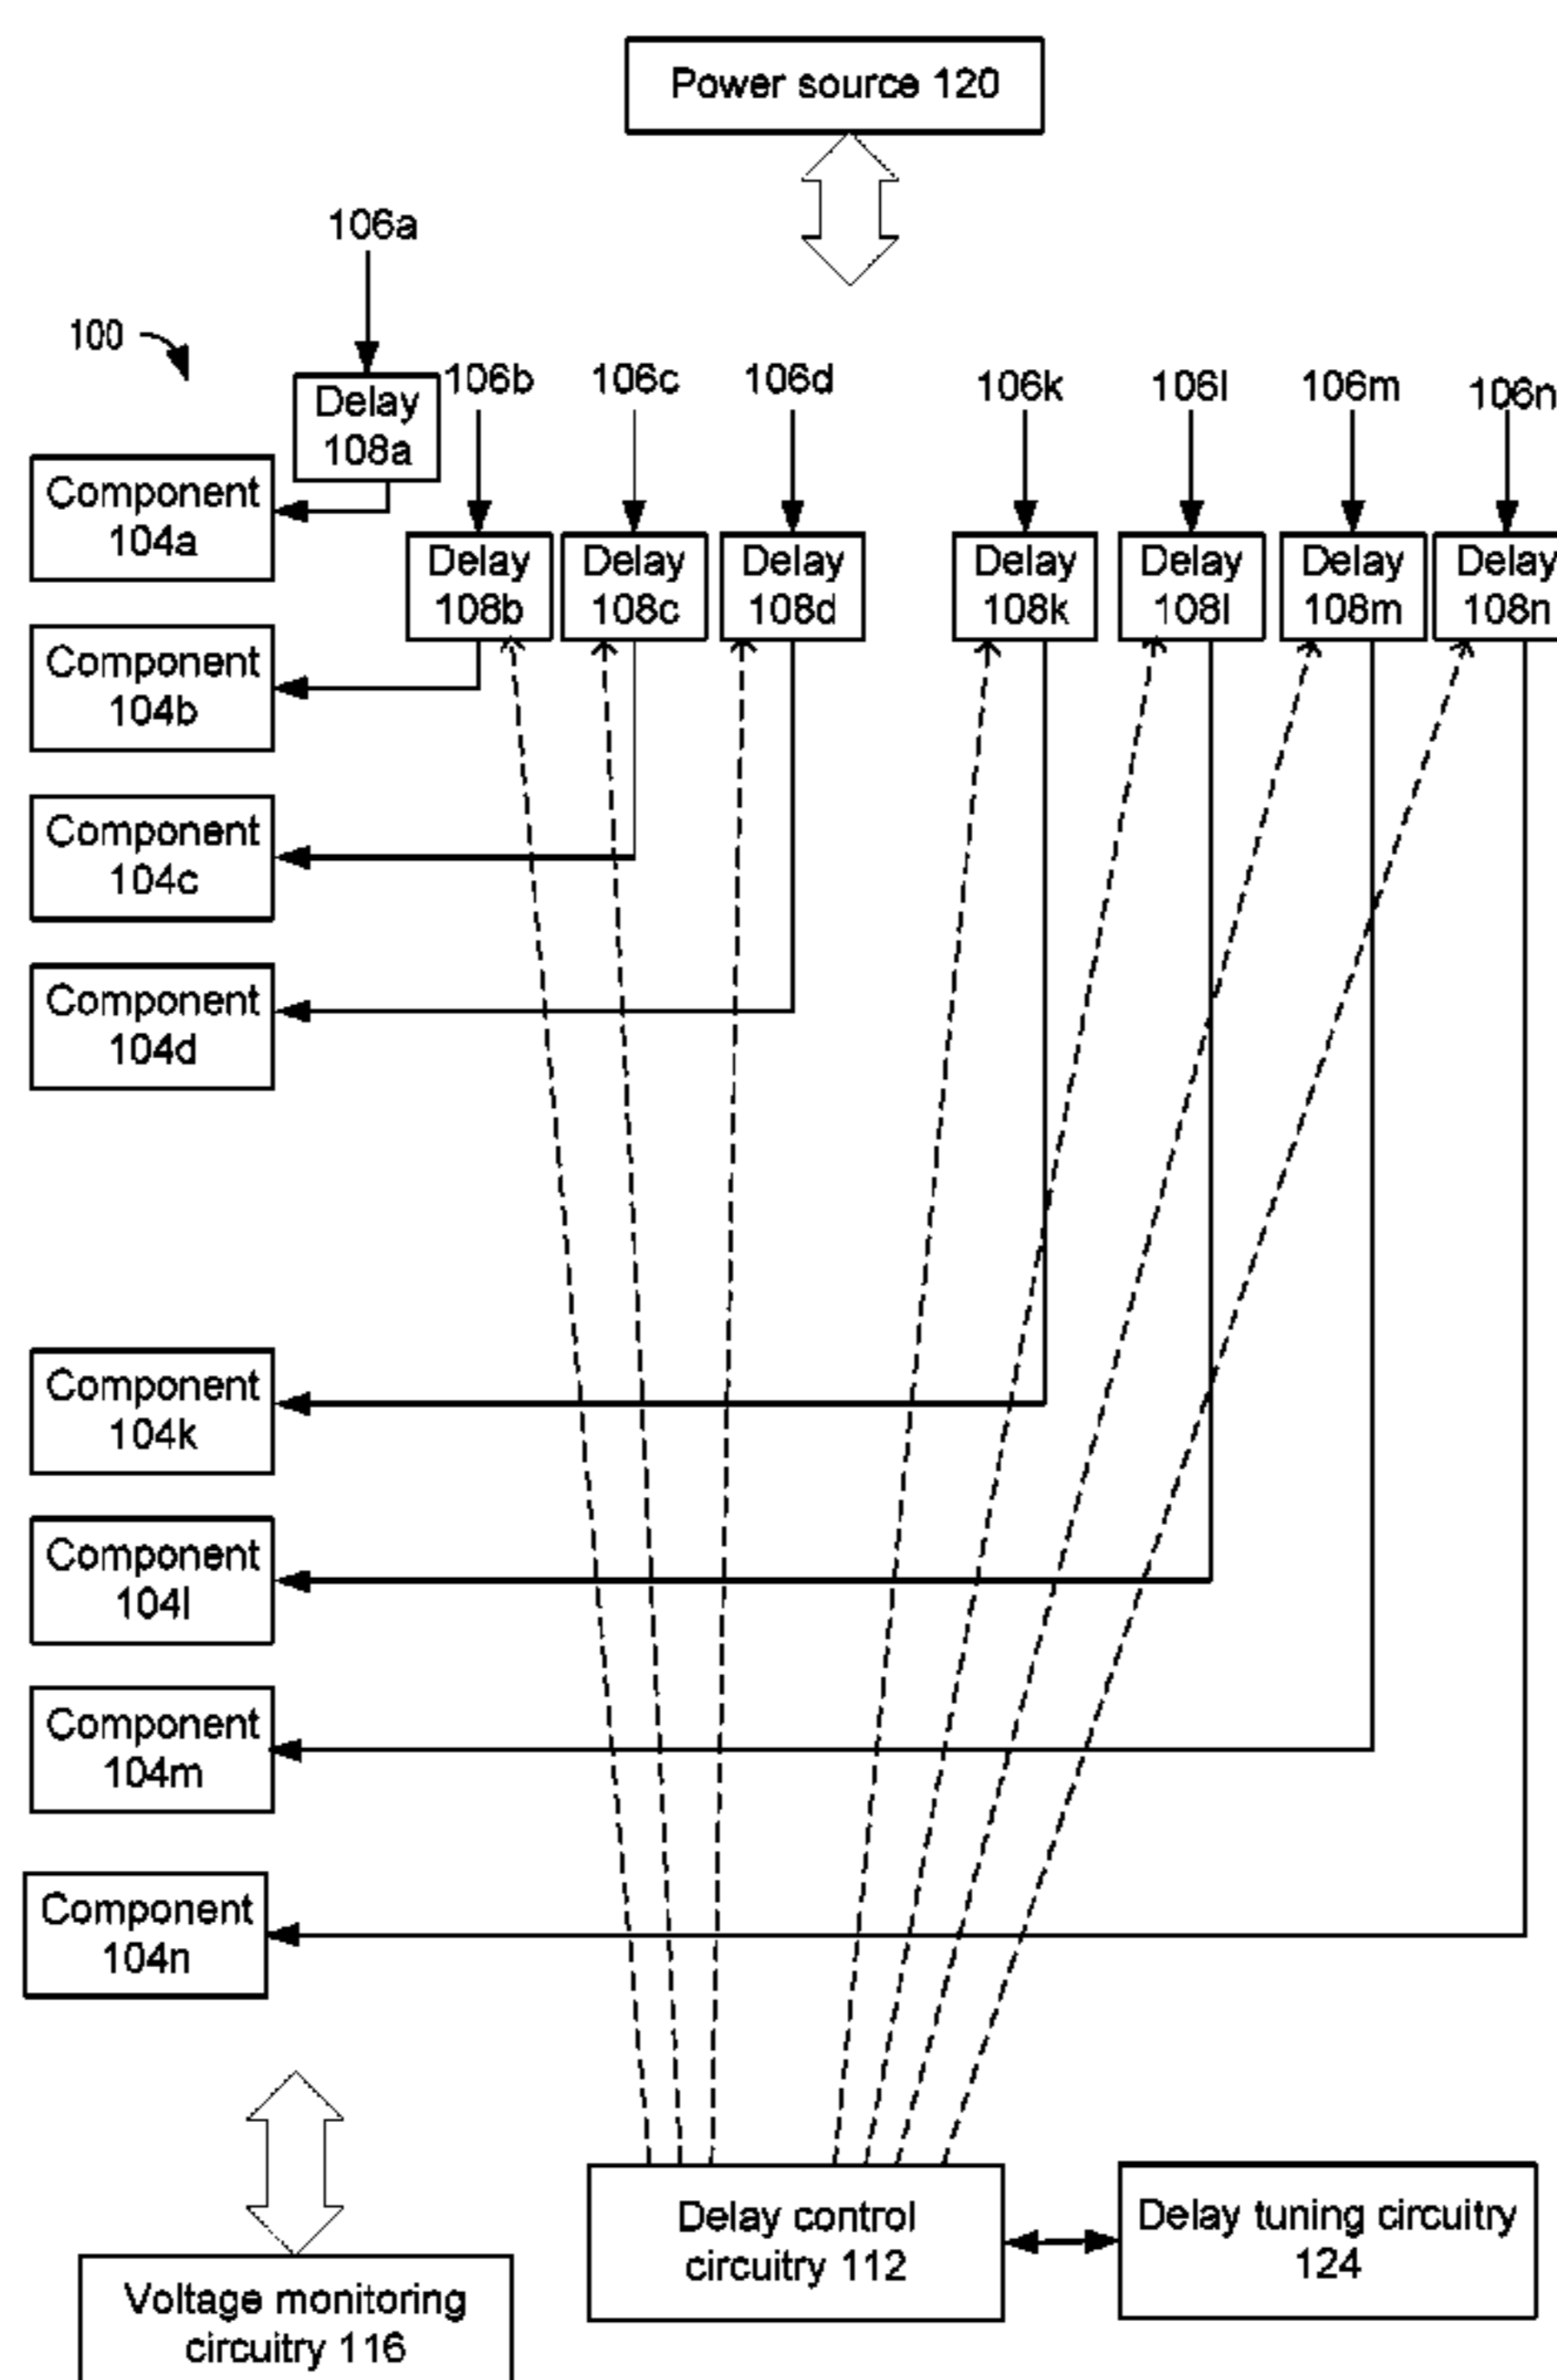 Power source 120
106a
100
106b
106c
106d
106k
106l
106m
106n
Delay
108a
Component
104a
Delay
108b
Delay
108c
Delay
108d
Delay
108k
Delay
108l
Delay
108m
Delay
108n
Component
104b
Component
104c
Component
104d
Component
104k
Component
104l
Component
104m
Component
104n
Delay control
circuitry 112
Delay tuning circuitry
124
Voltage monitoring
circuitry 116